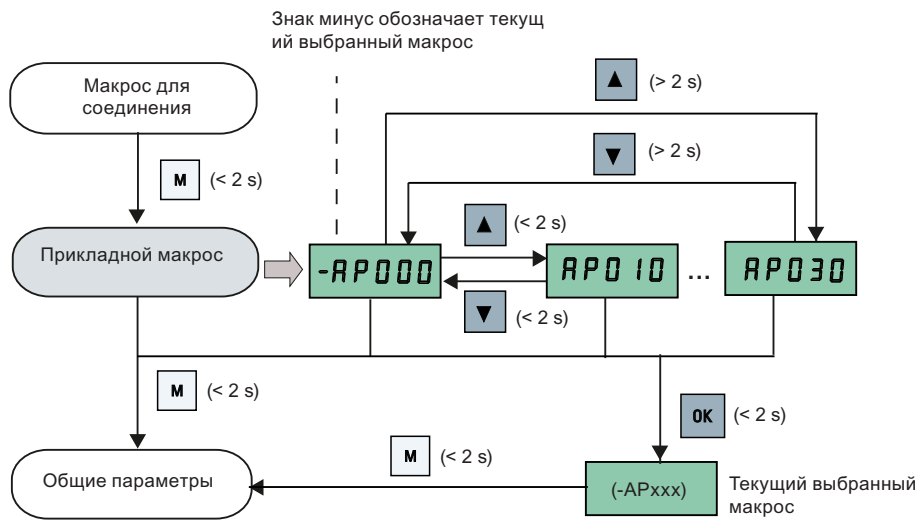 Знак минус обозначает текущ
ий выбранный макрос
Макрос для
соединения
▲ (> 2 s)
▼ (> 2 s)
M (< 2 s)
▲ (< 2 s)
Прикладной макрос
-AP000
AP010 ... AP030
▼ (< 2 s)
M (< 2 s)
OK (< 2 s)
M (< 2 s)
Общие параметры
(-APxxx)
Текущий выбранный
макрос